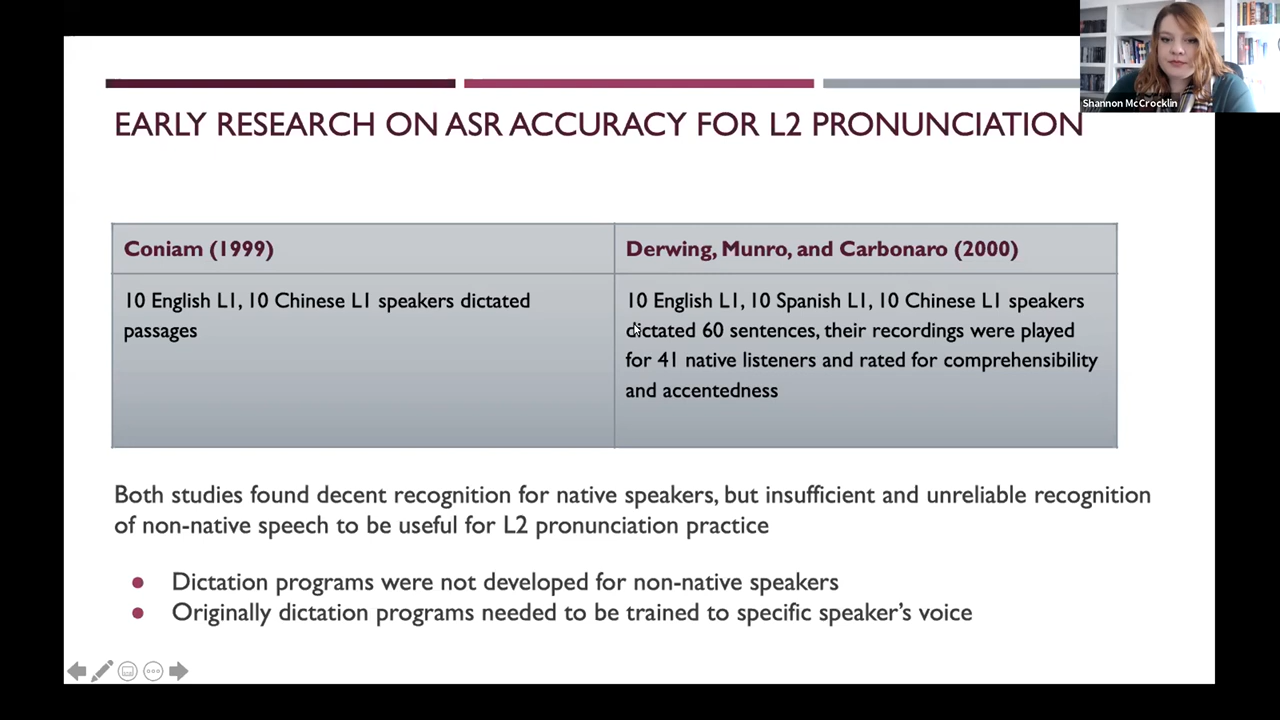 Shannon McCrocklin
EARLY RESEARCH ON ASR ACCURACY FOR L2 PRONUNCIATION
Coniam (1999)
10 English L1, 10 Chinese L1 speakers dictated
passages
Derwing, Munro, and Carbonaro (2000)
10 English L1, 10 Spanish L1, 10 Chinese L1 speakers
dictated 60 sentences, their recordings were played
for 41 native listeners and rated for comprehensibility
and accentedness
Both studies found decent recognition for native speakers, but insufficient and unreliable recognition
of non-native speech to be useful for L2 pronunciation practice
● Dictation programs were not developed for non-native speakers
● Originally dictation programs needed to be trained to specific speaker's voice